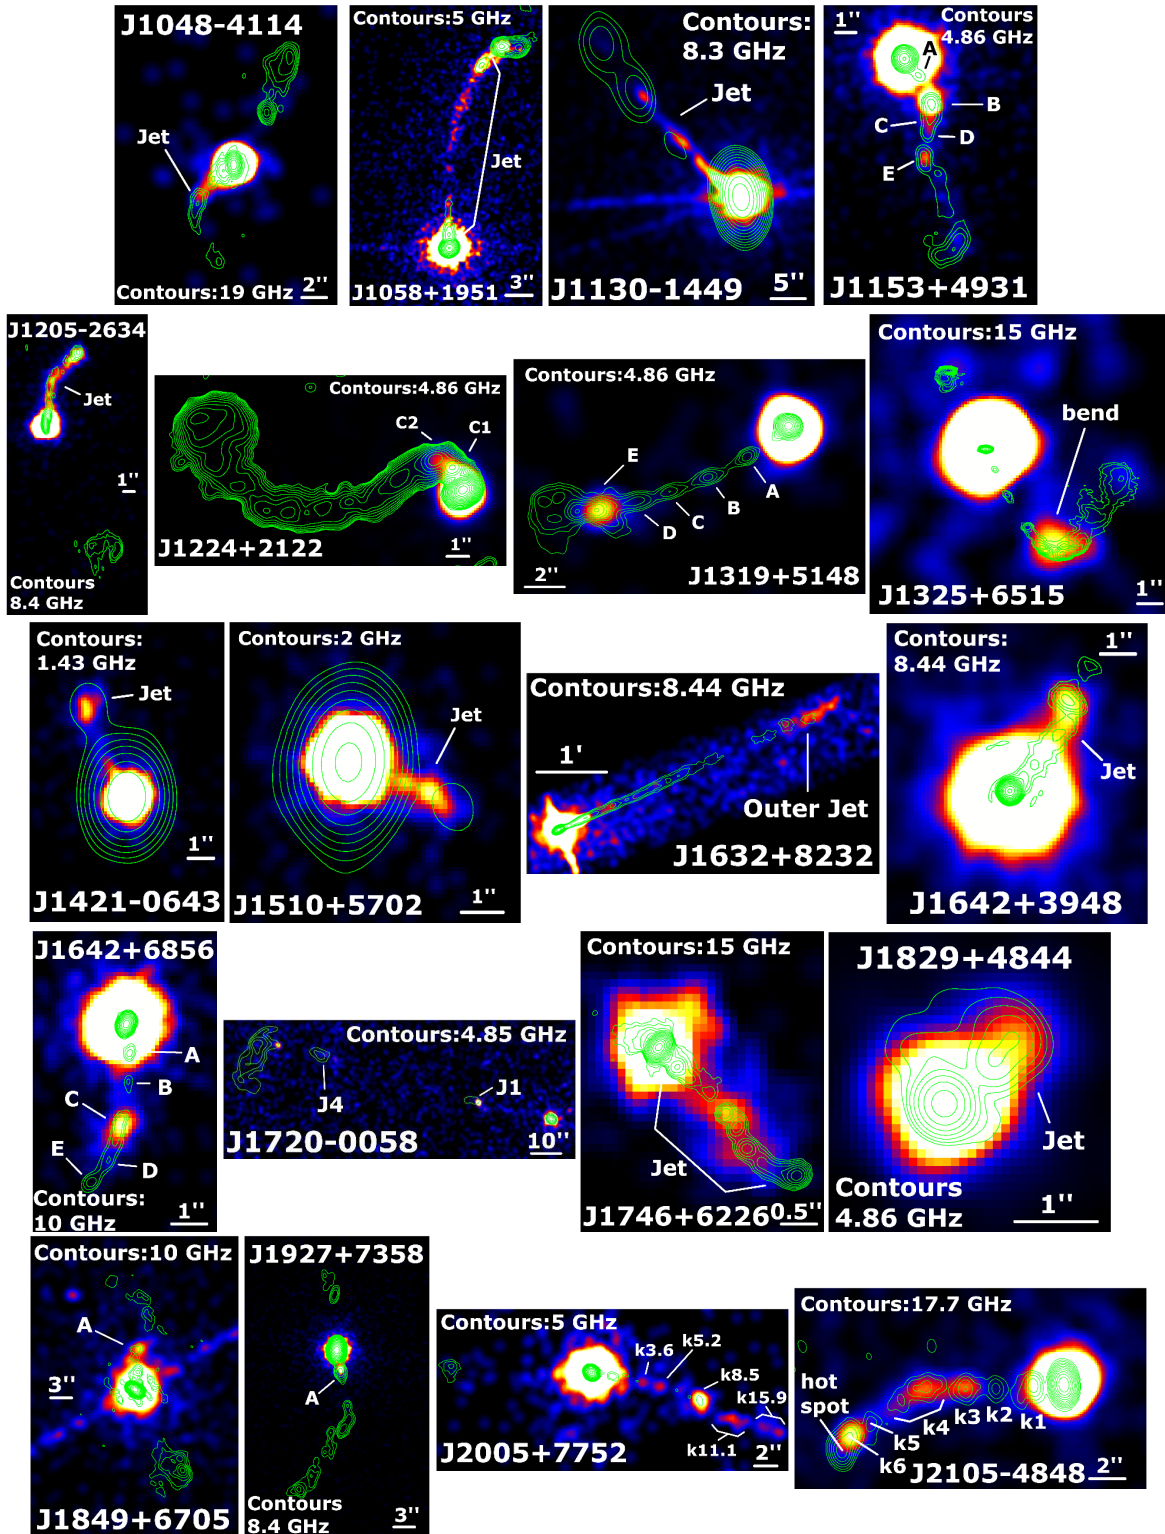 J1048-4114
Jet
Contours:19 GHz
2''
Contours:5 GHz
Jet
J1058+1951
3''
Contours:
8.3 GHz
Jet
J1130-1449
5''
1''
Contours
4.86 GHz
A
B
C
D
E
J1153+4931
J1205-2634
Jet
1''
Contours
8.4 GHz
Contours:4.86 GHz
C2
C1
J1224+2122
1''
Contours:4.86 GHz
E
A
B
C
D
2''
J1319+5148
Contours:15 GHz
bend
J1325+6515
1''
Contours:
1.43 GHz
Jet
1''
J1421-0643
Contours:2 GHz
Jet
J1510+5702
1''
Contours:8.44 GHz
1'
Outer Jet
J1632+8232
Contours:
8.44 GHz
1''
Jet
J1642+3948
J1642+6856
A
B
C
E
D
Contours:
10 GHz
1''
Contours:4.85 GHz
J4
J1
J1720-0058
10''
Contours:15 GHz
Jet
J1746+6226
0.5''
J1829+4844
Jet
Contours
4.86 GHz
1''
Contours:10 GHz
A
3''
J1849+6705
J1927+7358
A
Contours
8.4 GHz
3''
Contours:5 GHz
k3.6
k5.2
k8.5
k15.9
k11.1
J2005+7752
2''
Contours:17.7 GHz
hot
spot
k5
k6
k4
k3
k2
k1
J2105-4848
2''